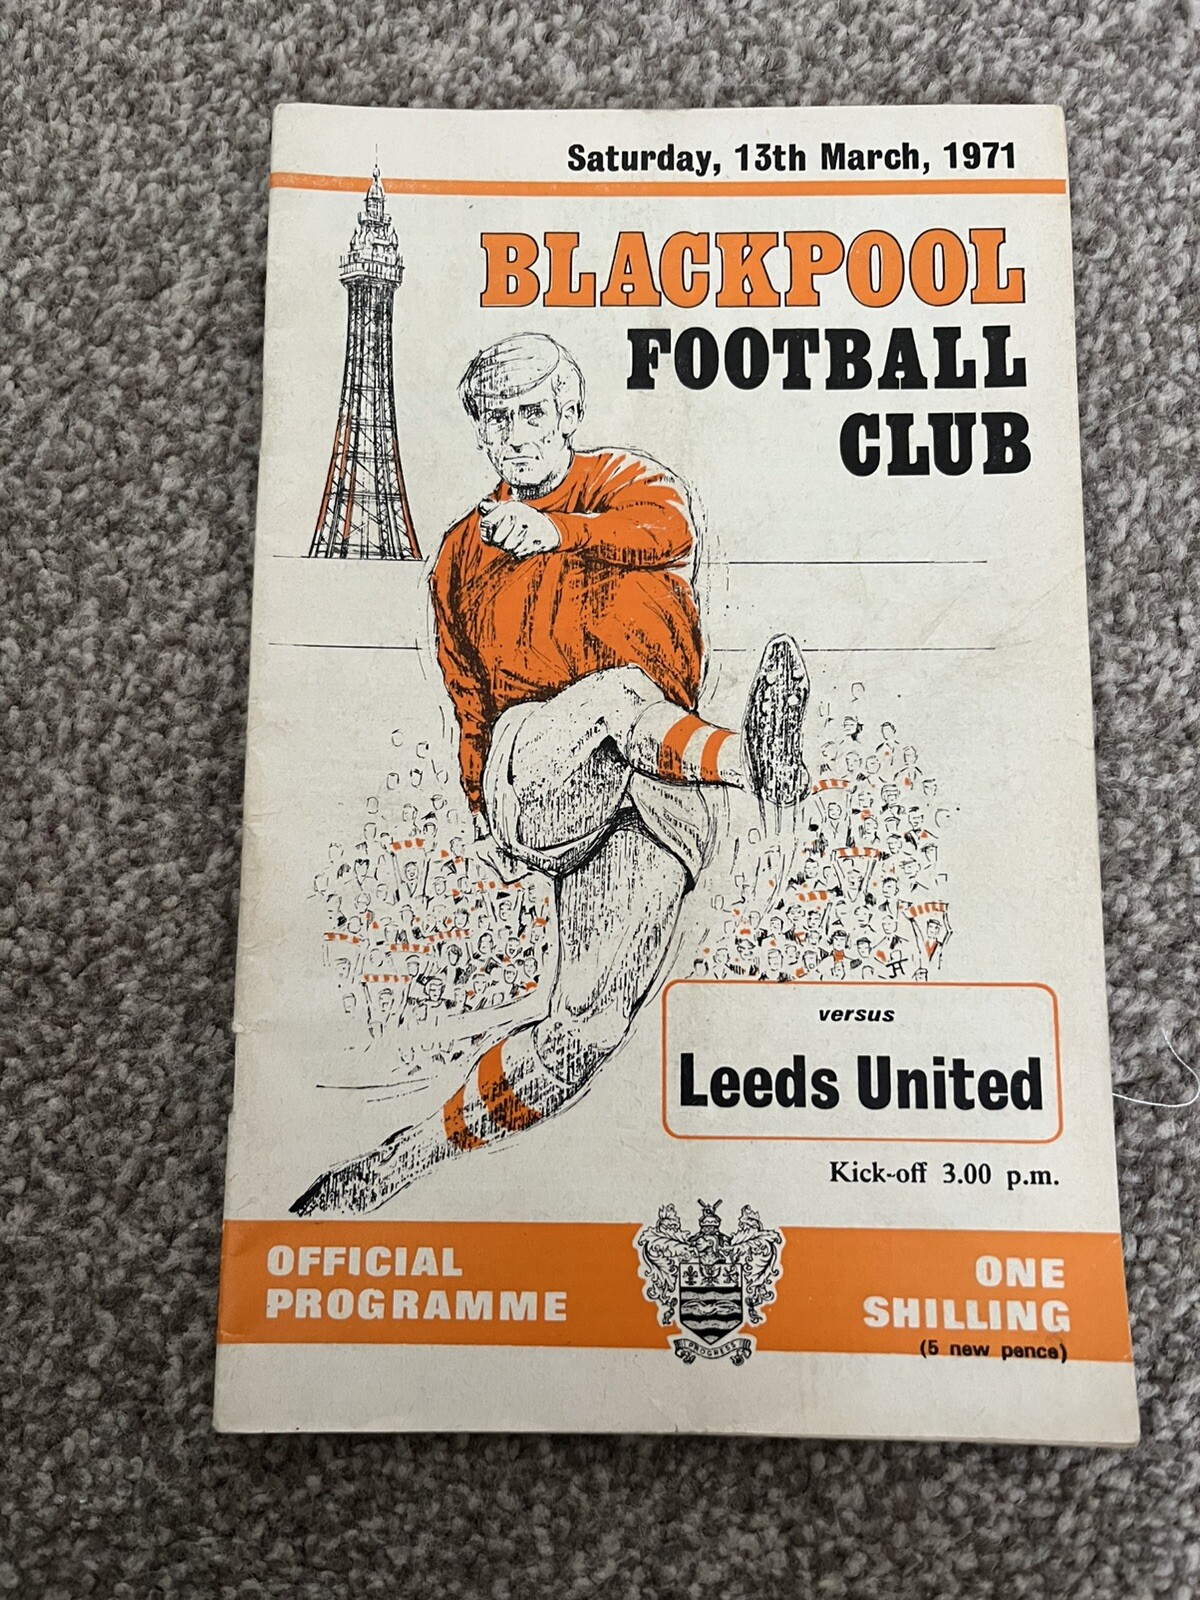 Saturday, 13th March, 1971
BLACKPOOL
FOOTBALL
CLUB
versus
Leeds United
Kick-off 3.00 p.m.
OFFICIAL
PROGRAMME
PROGRESS
ONE
SHILLING
(5 new pence)